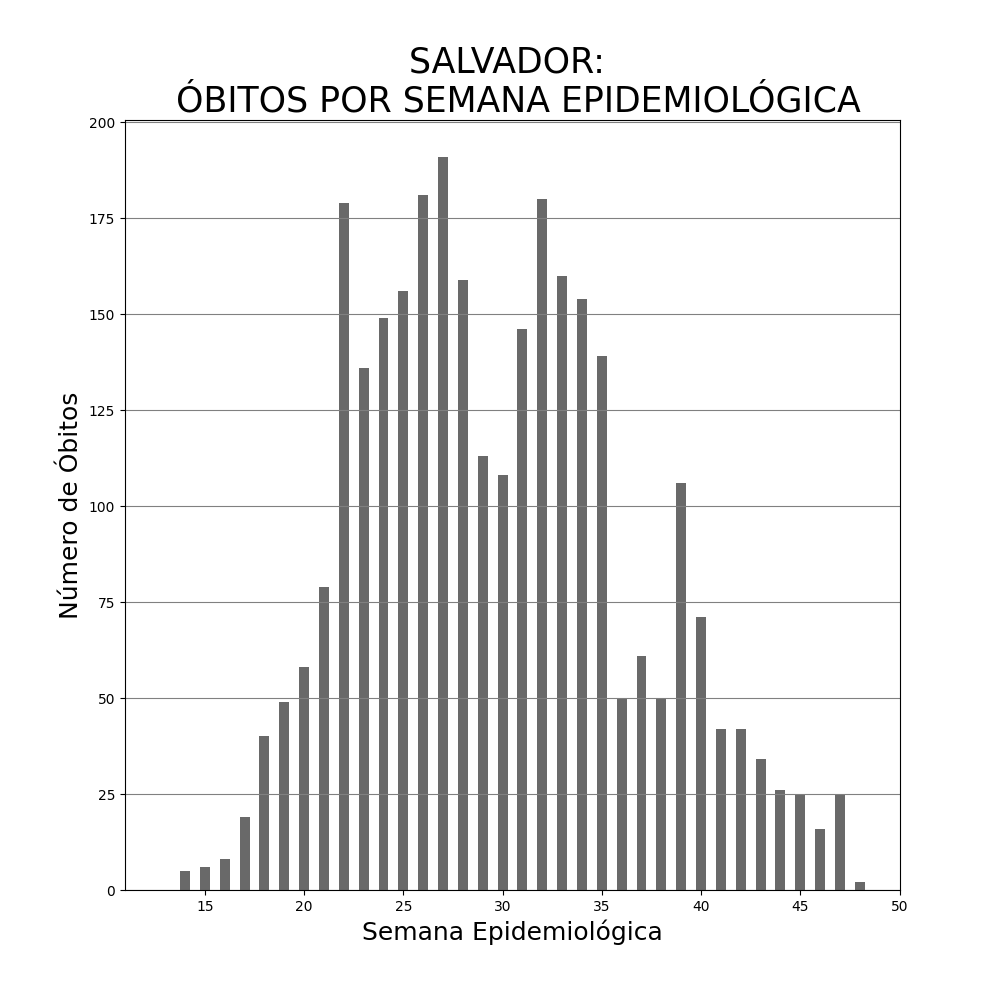 SALVADOR:
ÓBITOS POR SEMANA EPIDEMIOLÓGICA
200
175
150
125
100
75
50
25
0
Número de Óbitos
15 20 25 30 35 40 45 50
Semana Epidemiológica